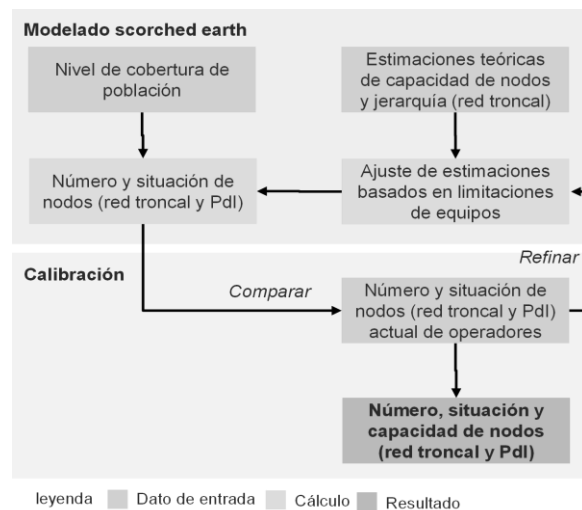 Modelado scorched earth
Nivel de cobertura de
población
Estimaciones teóricas
de capacidad de nodos
y jerarquía (red troncal)
Número y situación de
nodos (red troncal y PdI)
Ajuste de estimaciones
basados en limitaciones
de equipos
Refinar
Calibración
Comparar
Número y situación de
nodos (red troncal y PdI)
actual de operadores
Número, situación y
capacidad de nodos
(red troncal y PdI)
leyenda
Dato de entrada
Cálculo
Resultado